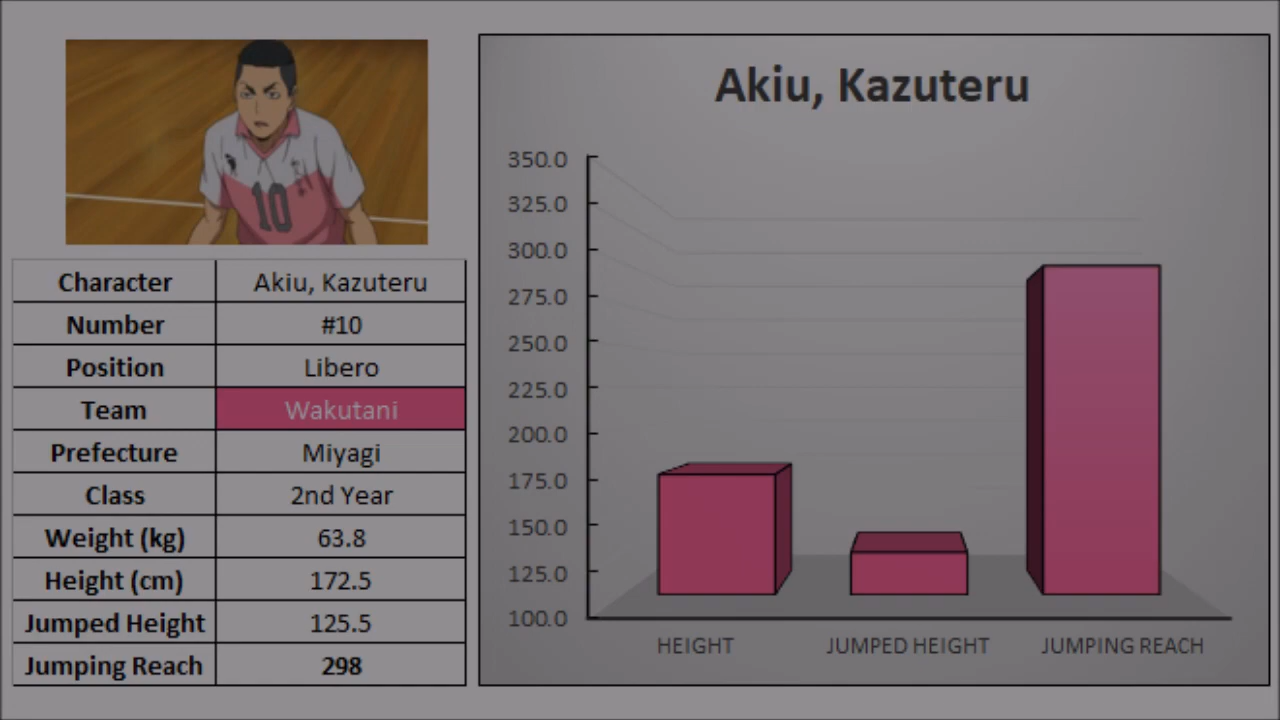 10
Character Akiu, Kazuteru
Number #10
Position Libero
Team Wakutani
Prefecture Miyagi
Class 2nd Year
Weight (kg) 63.8
Height (cm) 172.5
Jumped Height 125.5
Jumping Reach 298
Akiu, Kazuteru
350.0
325.0
300.0
275.0
250.0
225.0
200.0
175.0
150.0
125.0
100.0
HEIGHT JUMPED HEIGHT JUMPING REACH